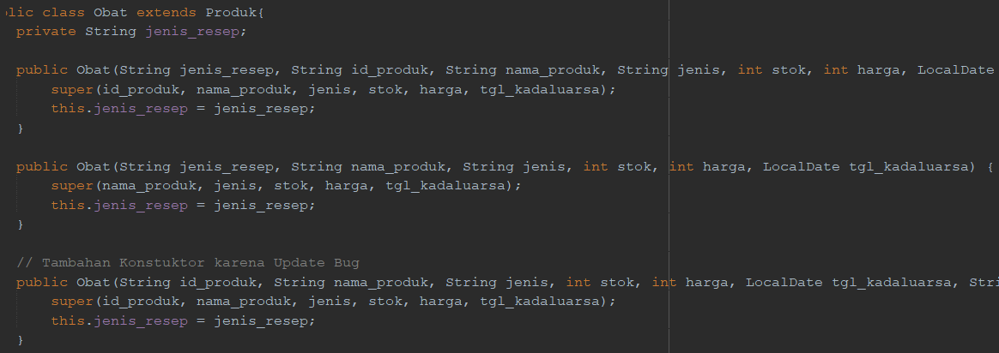 lic class Obat extends Produk{
private String jenis_resep;
public Obat(String jenis_resep, String id_produk, String nama_produk, String jenis, int stok, int harga, LocalDate
super(id_produk, nama_produk, jenis, stok, harga, tgl_kadaluarsa);
this.jenis_resep = jenis_resep;
}
public Obat(String jenis_resep, String nama_produk, String jenis, int stok, int harga, LocalDate tgl_kadaluarsa) {
super(nama_produk, jenis, stok, harga, tgl_kadaluarsa);
this.jenis_resep = jenis_resep;
}
// Tambahan Konstuktor karena Update Bug
public Obat(String id_produk, String nama_produk, String jenis, int stok, int harga, LocalDate tgl_kadaluarsa, Stri
super(id_produk, nama_produk, jenis, stok, harga, tgl_kadaluarsa);
this.jenis_resep = jenis_resep;
}